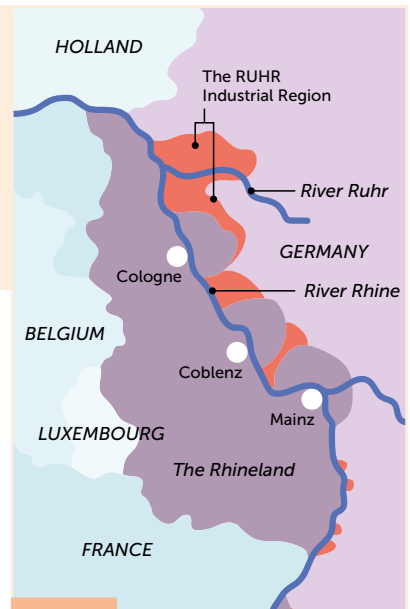 HOLLAND
The RUHR
Industrial Region
River Ruhr
GERMANY
Cologne
River Rhine
BELGIUM
Coblenz
Mainz
LUXEMBOURG
The Rhineland
FRANCE